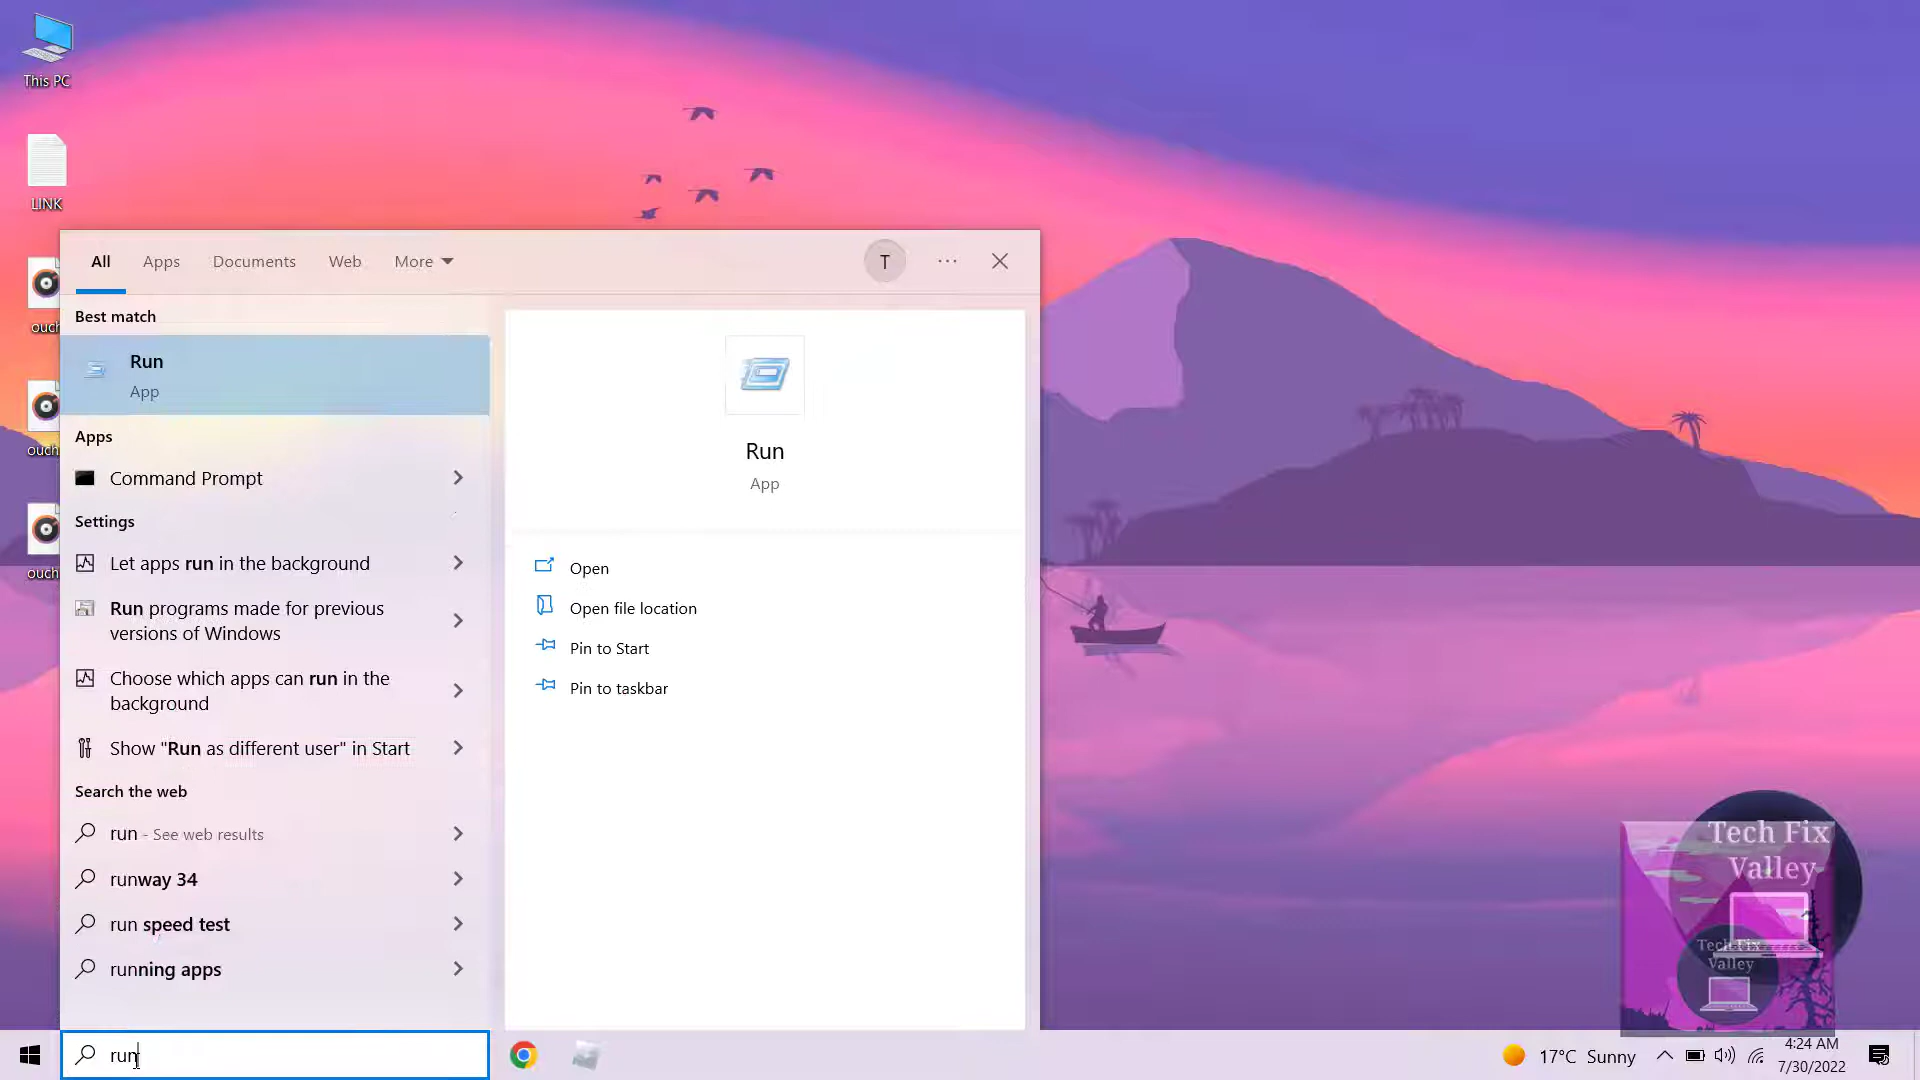 This PC
LINK
ouch
ouch
ouch
All
Apps
Documents
Web
More
T
Best match
Run
App
Apps
Command Prompt
Settings
Let apps run in the background
Run programs made for previous
versions of Windows
Choose which apps can run in the
background
Show "Run as different user" in Start
Search the web
run - See web results
runway 34
run speed test
running apps
Run
App
Open
Open file location
Pin to Start
Pin to taskbar
Tech Fix
Valley
Tech Fix
Valley
run
17°C Sunny
4:24 AM
7/30/2022